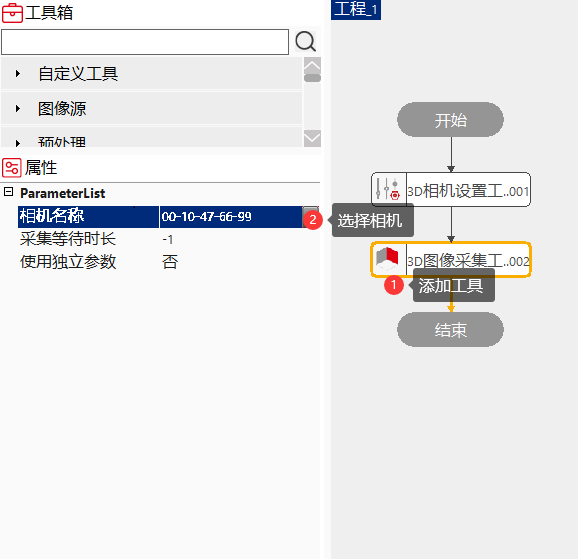 工具箱
自定义工具
图像源
预处理
属性
ParameterList
相机名称 00-10-47-66-99
采集等待时长 -1
使用独立参数 否
工程_1
开始
3D相机设置工..001
2 选择相机
3D图像采集工..002
1 添加工具
结束